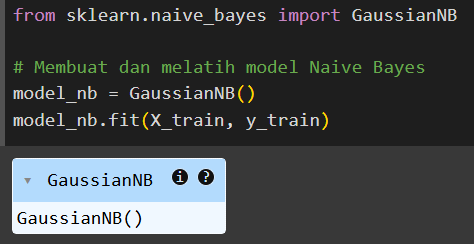 from sklearn.naive_bayes import GaussianNB
# Membuat dan melatih model Naive Bayes
model_nb = GaussianNB()
model_nb.fit(X_train, y_train)
▾ GaussianNB i ?
GaussianNB()